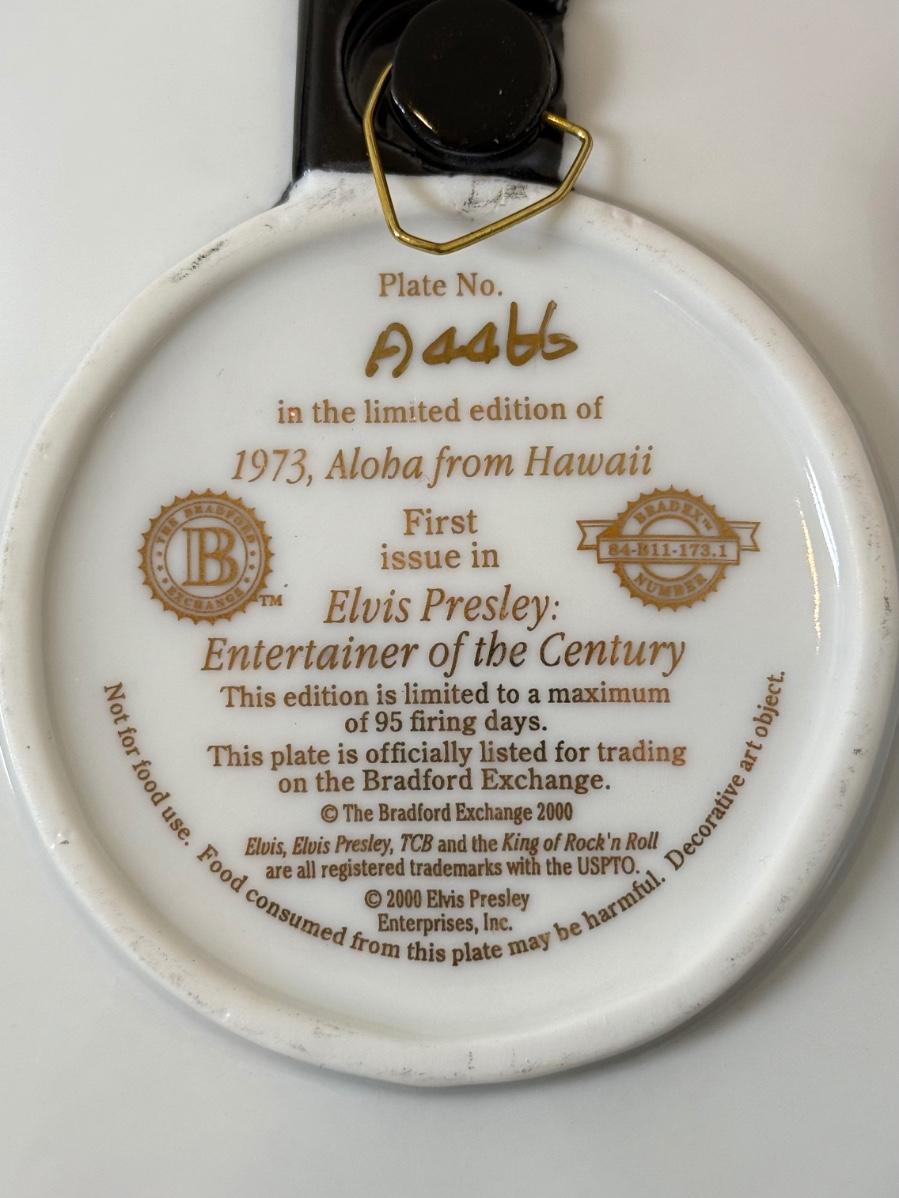 Plate No.
A4466
in the limited edition of
1973, Aloha from Hawaii
THE BRADFORD
B
EXCHANGE
TM
First
issue in
BRADEX™
84-B11-173.1
NUMBER
Elvis Presley:
Entertainer of the Century
This edition is limited to a maximum
of 95 firing days.
This plate is officially listed for trading
on the Bradford Exchange.
© The Bradford Exchange 2000
Elvis, Elvis Presley, TCB and the King of Rock'n Roll
are all registered trademarks with the USPTO.
© 2000 Elvis Presley
Enterprises, Inc.
Not for food use. Food consumed from this plate may be harmful. Decorative art object.